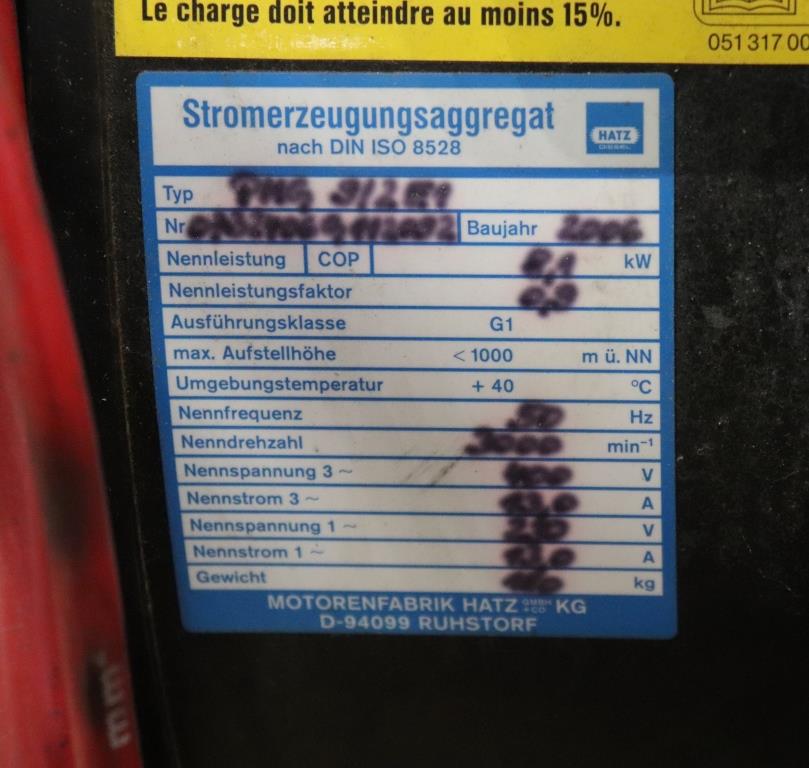 Le charge doit atteindre au moins 15%.
051 317 00
Stromerzeugungsaggregat
nach DIN ISO 8528
HATZ
DIESEL
Typ
Nr Baujahr 2006
Nennleistung COP kW
Nennleistungsfaktor
Ausführungsklasse G1
max. Aufstellhöhe < 1000 m ü. NN
Umgebungstemperatur + 40 °C
Nennfrequenz 50 Hz
Nenndrehzahl 3000 min⁻¹
Nennspannung 3 ~ 400 V
Nennstrom 3 ~ A
Nennspannung 1 ~ V
Nennstrom 1 ~ A
Gewicht kg
MOTORENFABRIK HATZ GMBH + CO KG
D-94099 RUHSTORF
mm²